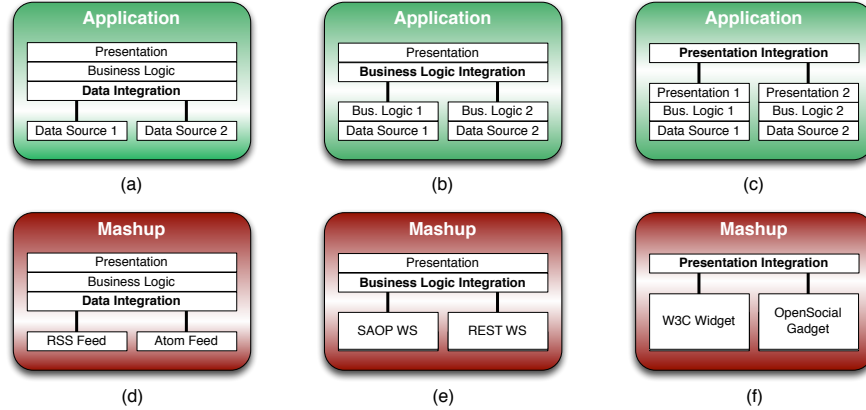 Application
Presentation
Business Logic
Data Integration
Data Source 1
Data Source 2
(a)
Application
Presentation
Business Logic Integration
Bus. Logic 1
Bus. Logic 2
Data Source 1
Data Source 2
(b)
Application
Presentation Integration
Presentation 1
Presentation 2
Bus. Logic 1
Bus. Logic 2
Data Source 1
Data Source 2
(c)
Mashup
Presentation
Business Logic
Data Integration
RSS Feed
Atom Feed
(d)
Mashup
Presentation
Business Logic Integration
SAOP WS
REST WS
(e)
Mashup
Presentation Integration
W3C Widget
OpenSocial
Gadget
(f)